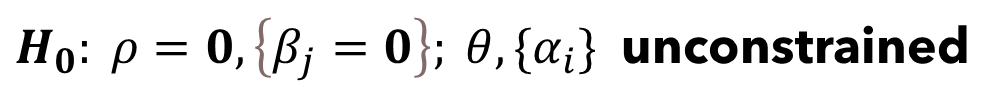 H₀: ρ = 0, {βⱼ = 0}; θ, {αᵢ} unconstrained